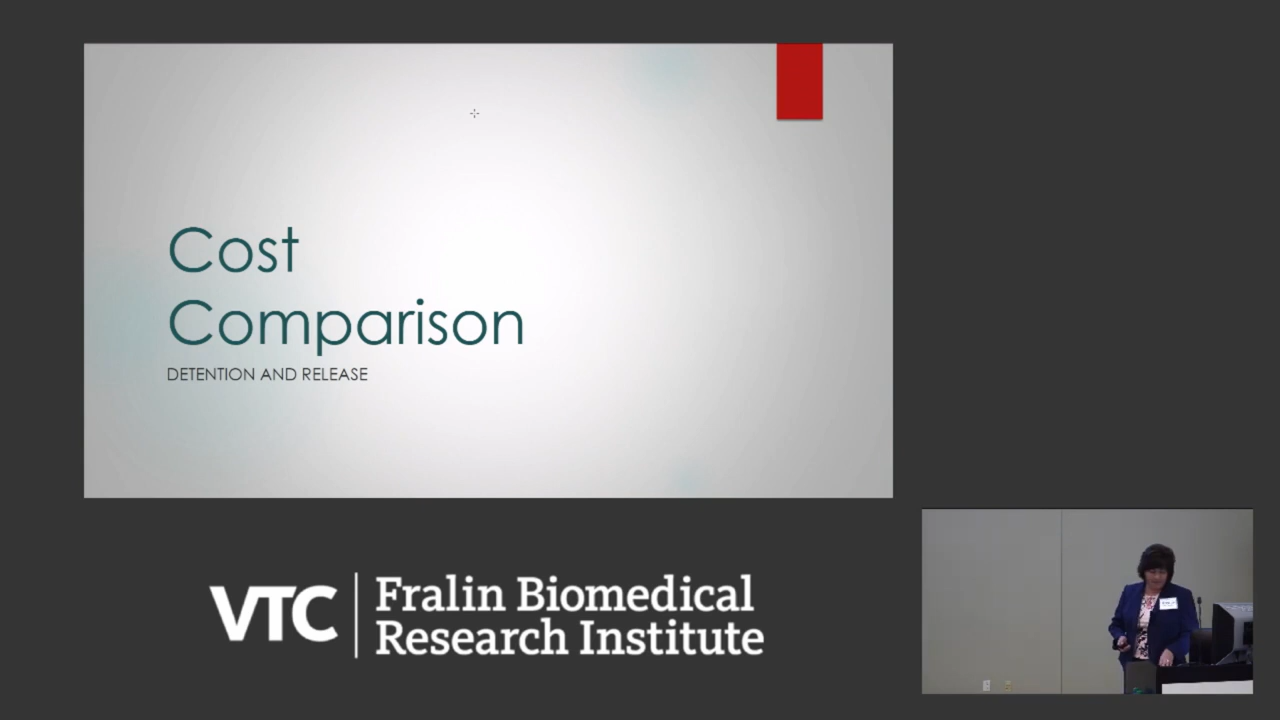 Cost
Comparison
DETENTION AND RELEASE
VTC
Fralin Biomedical
Research Institute